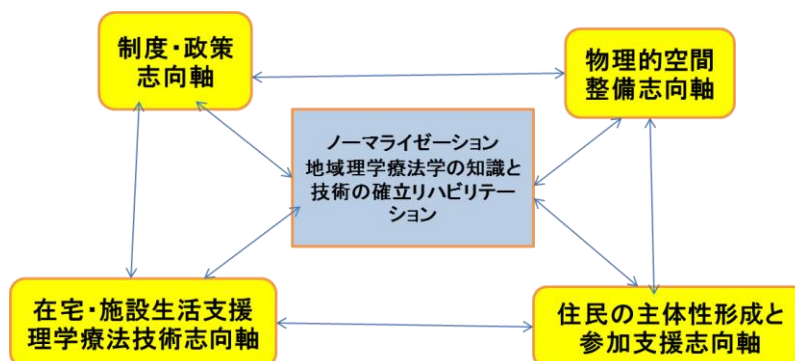 制度・政策
志向軸
物理的空間
整備志向軸
ノーマライゼーション
地域理学療法学の知識と
技術の確立リハビリテー
ション
在宅・施設生活支援
理学療法技術志向軸
住民の主体性形成と
参加支援志向軸